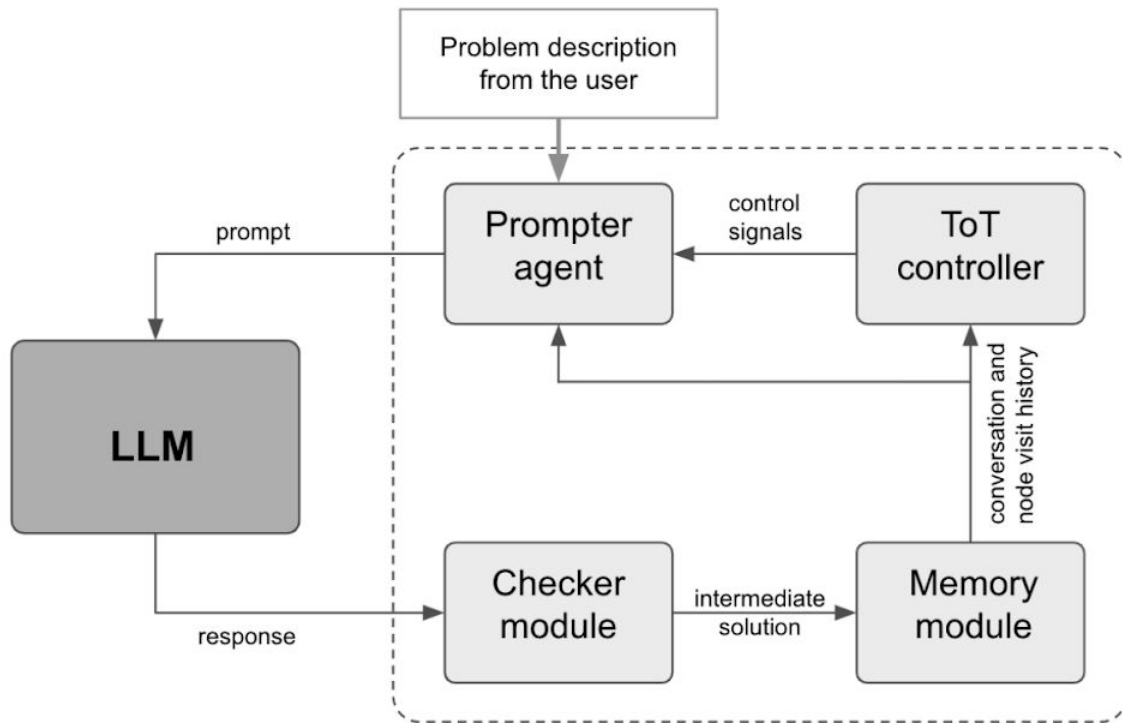 Problem description
from the user
prompt
Prompter
agent
control
signals
ToT
controller
LLM
conversation and
node visit history
response
Checker
module
intermediate
solution
Memory
module